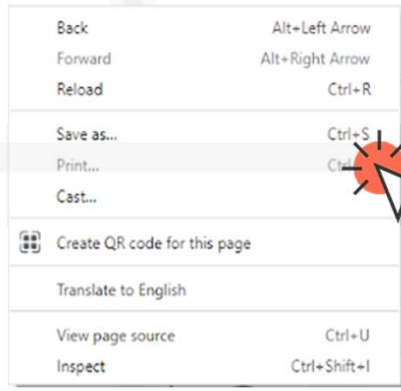 Back Alt+Left Arrow
Forward Alt+Right Arrow
Reload Ctrl+R
Save as... Ctrl+S
Print...
Cast...
Create QR code for this page
Translate to English
View page source Ctrl+U
Inspect Ctrl+Shift+I